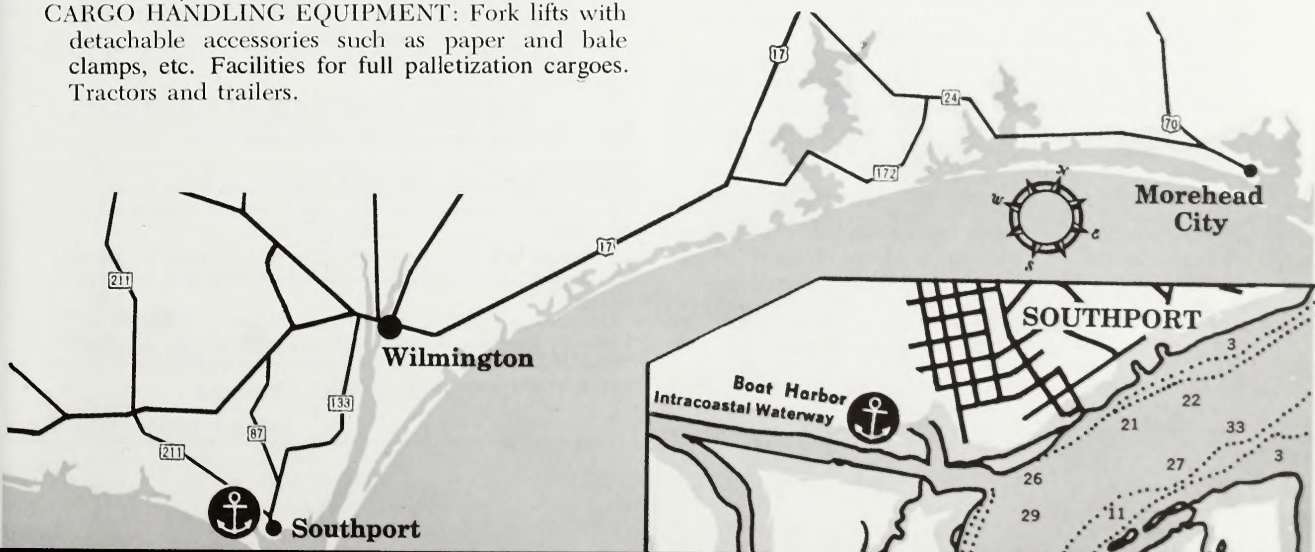 CARGO HANDLING EQUIPMENT: Fork lifts with
detachable accessories such as paper and bale
clamps, etc. Facilities for full palletization cargoes.
Tractors and trailers.
17
24
70
172
Morehead
City
N
W
e
s
17
211
Wilmington
133
87
211
Southport
SOUTHPORT
Boat Harbor
Intracoastal Waterway
3
22
21
33
27
3
26
29
11